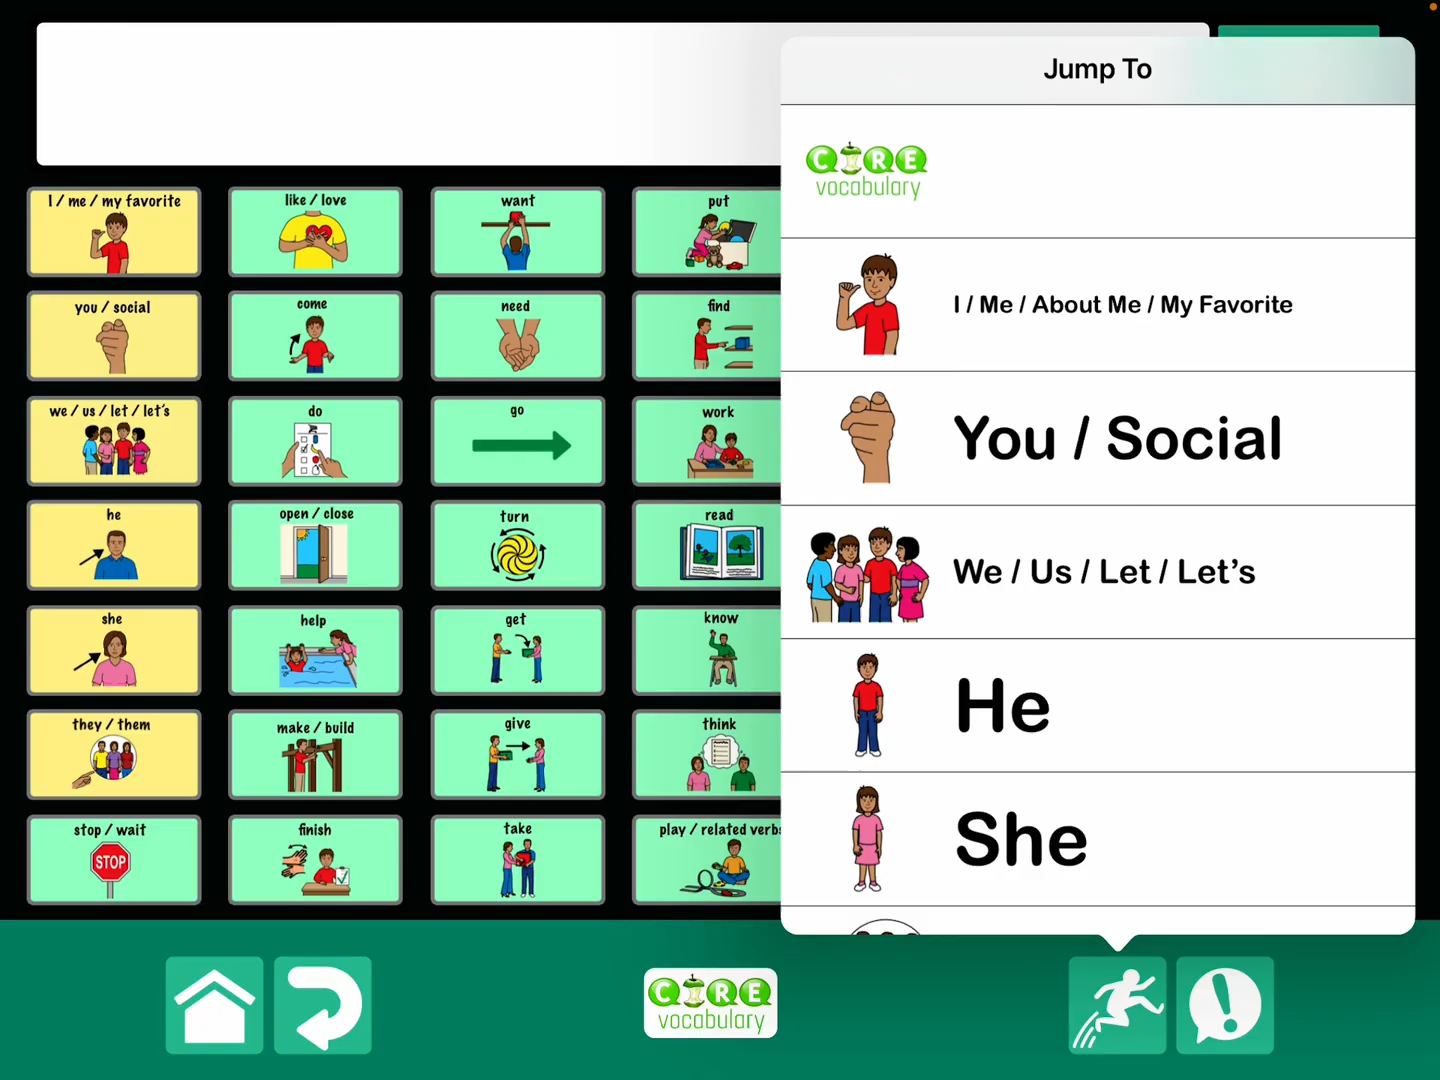 Jump To
CORE
vocabulary
I / me / my favorite
like / love
want
put
I / Me / About Me / My Favorite
you / social
come
need
find
You / Social
we / us / let / let's
do
go
work
We / Us / Let / Let's
he
open / close
turn
read
He
she
help
get
know
She
they / them
make / build
give
think
stop / wait
finish
take
play / related verbs
STOP
CORE
vocabulary